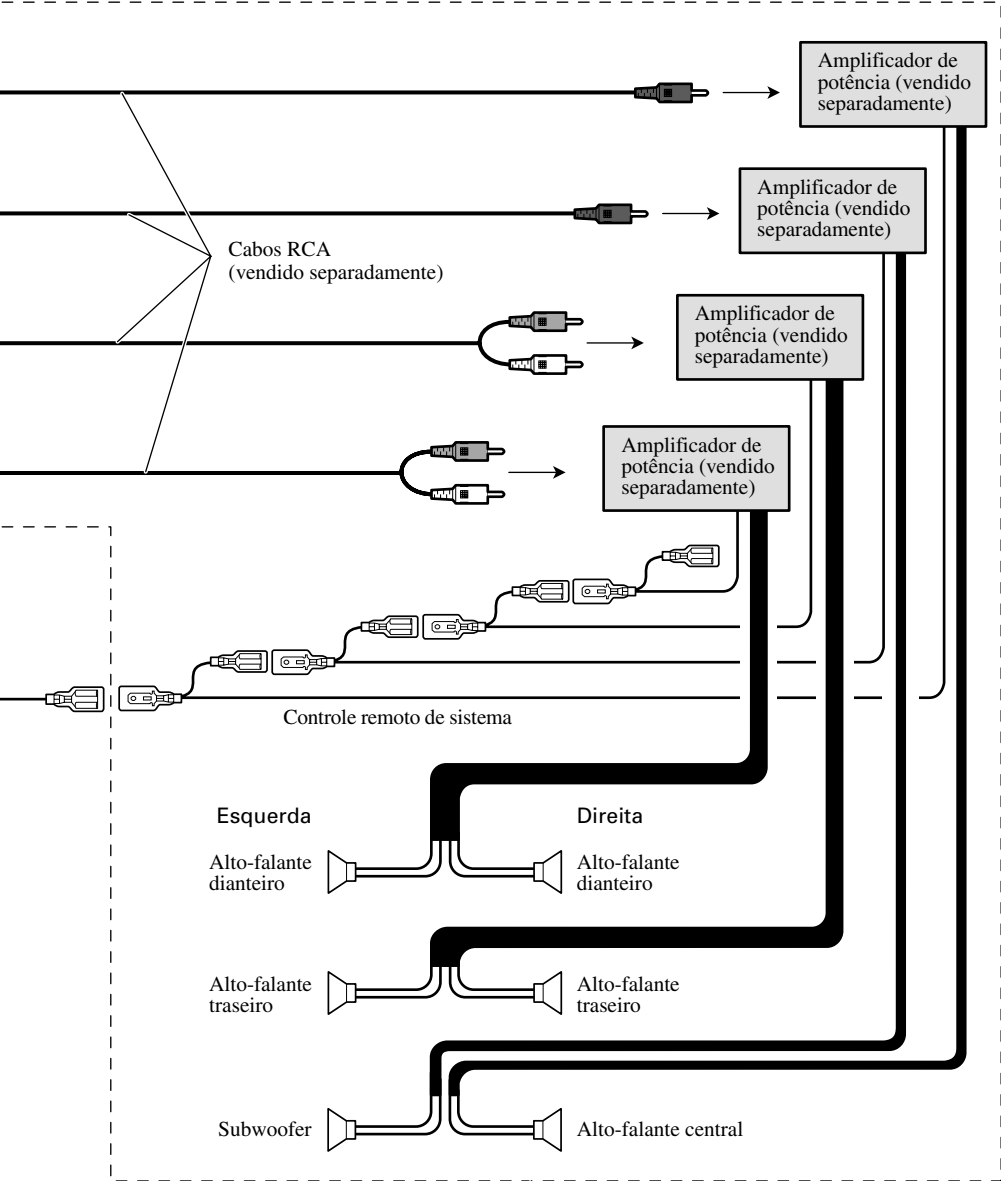 Amplificador de
potência (vendido
separadamente)
Amplificador de
potência (vendido
separadamente)
Cabos RCA
(vendido separadamente)
Amplificador de
potência (vendido
separadamente)
Amplificador de
potência (vendido
separadamente)
Controle remoto de sistema
Esquerda
Direita
Alto-falante
dianteiro
Alto-falante
dianteiro
Alto-falante
traseiro
Alto-falante
traseiro
Subwoofer
Alto-falante central